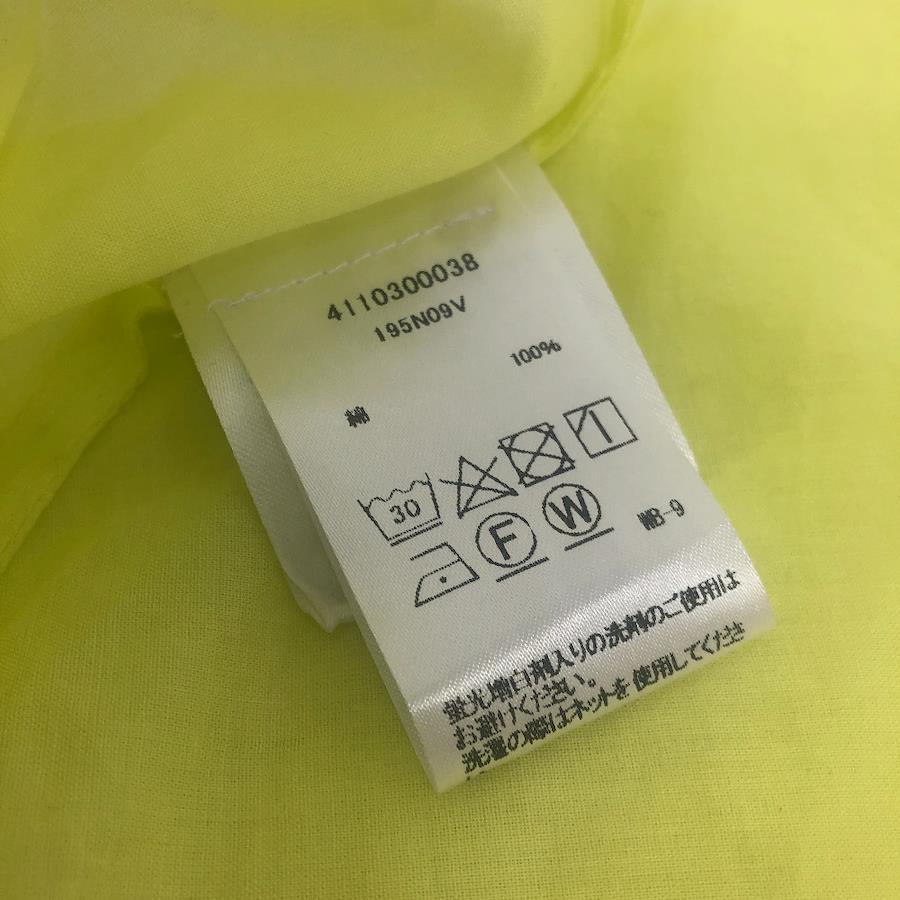 4110300038
195N09V
綿 100%
30
F W WB-9
蛍光増白剤入りの洗剤のご使用は
お避けください。
洗濯の際はネットを使用してくださ